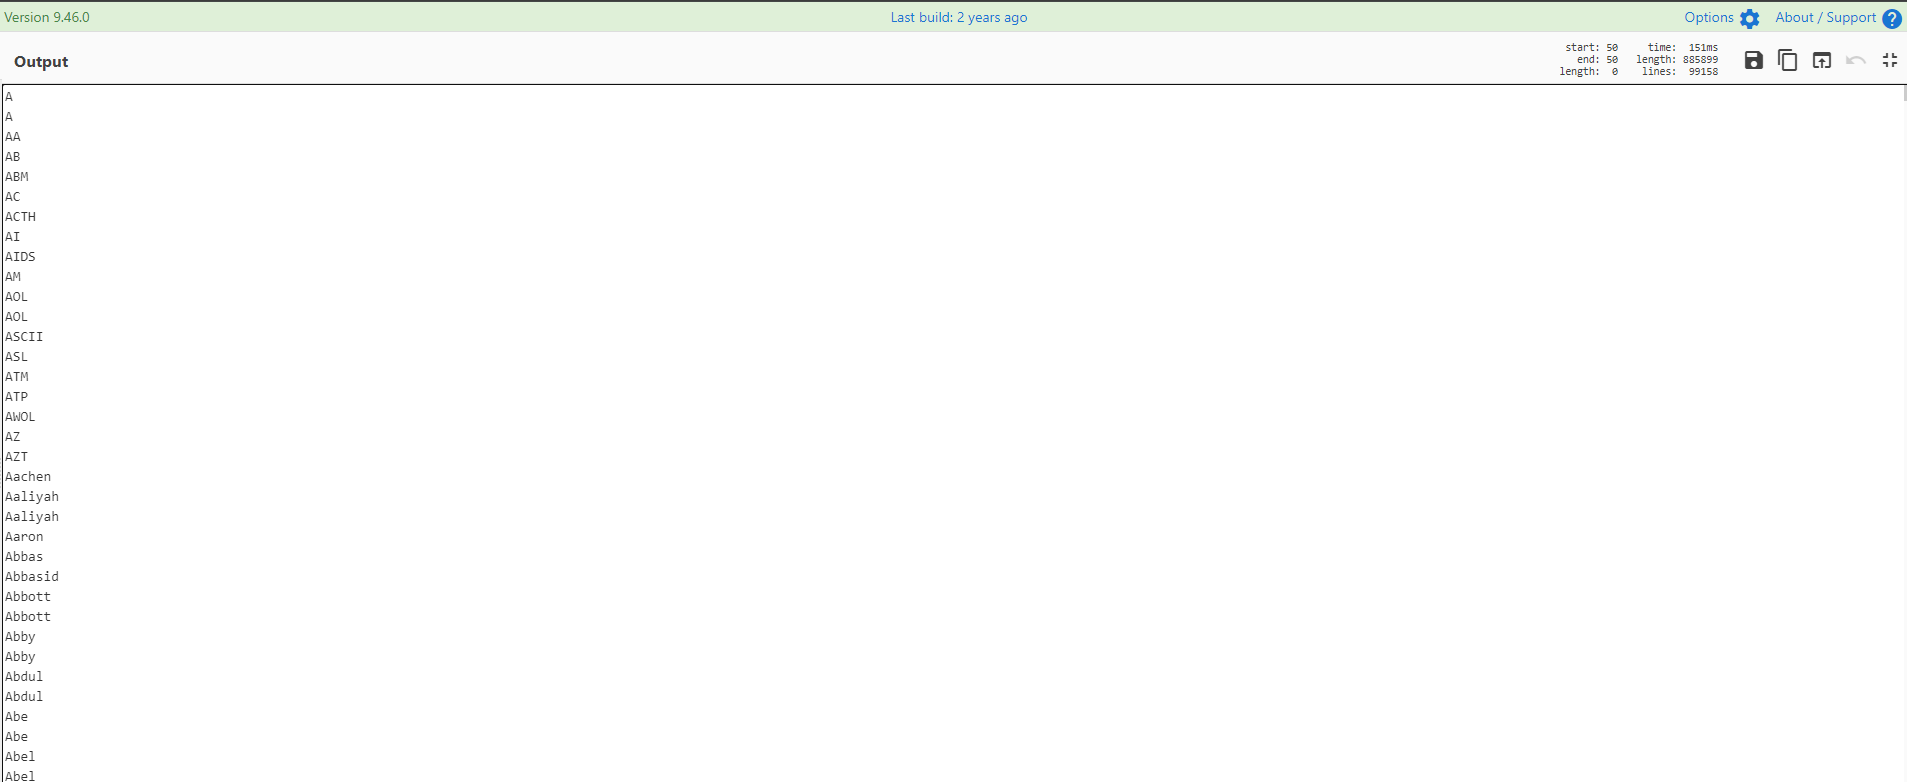 Version 9.46.0
Last build: 2 years ago
Options
About / Support
Output
start: 50
end: 50
length: 0
time: 151ms
length: 885899
lines: 99158
A
A
AA
AB
ABM
AC
ACTH
AI
AIDS
AM
AOL
AOL
ASCII
ASL
ATM
ATP
AWOL
AZ
AZT
Aachen
Aaliyah
Aaliyah
Aaron
Abbas
Abbasid
Abbott
Abbott
Abby
Abby
Abdul
Abdul
Abe
Abe
Abel
Abel